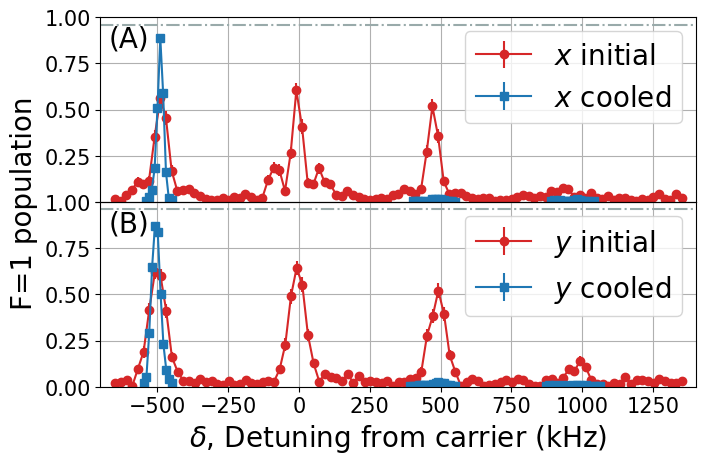 1.00
(A)
x initial
x cooled
0.75
0.50
0.25
1.00
(B)
y initial
y cooled
0.75
0.50
0.25
0.00
F=1 population
−500 −250 0 250 500 750 1000 1250
δ, Detuning from carrier (kHz)